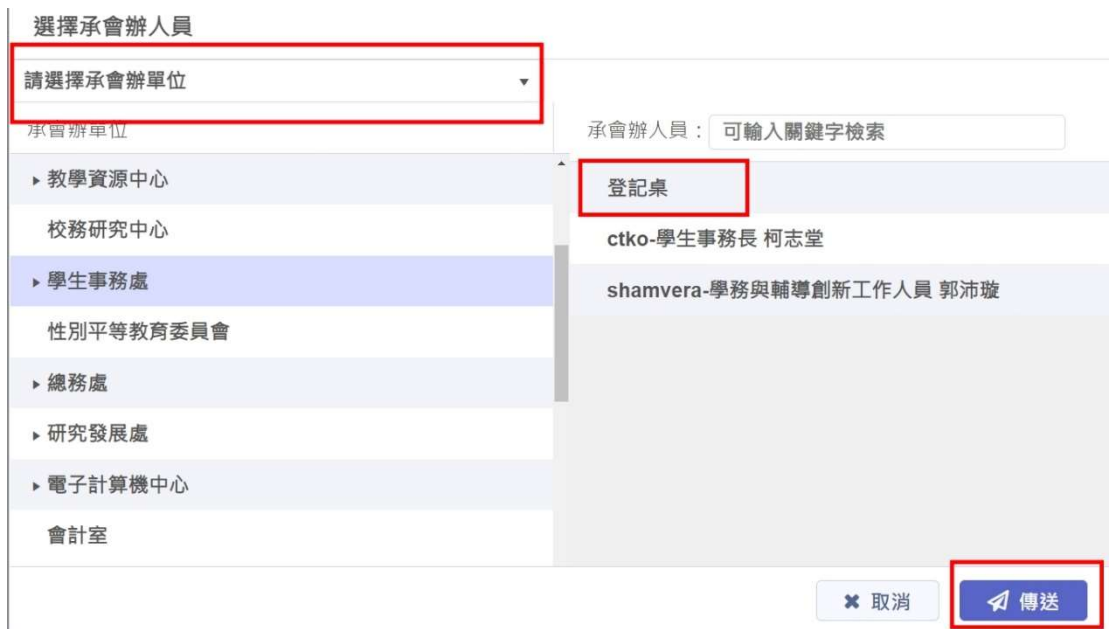 選擇承會辦人員
請選擇承會辦單位
承會辦單位
承會辦人員： 可輸入關鍵字檢索
教學資源中心
校務研究中心
學生事務處
性別平等教育委員會
總務處
研究發展處
電子計算機中心
會計室
登記桌
ctko-學生事務長 柯志堂
shamvera-學務與輔導創新工作人員 郭沛璇
取消
傳送